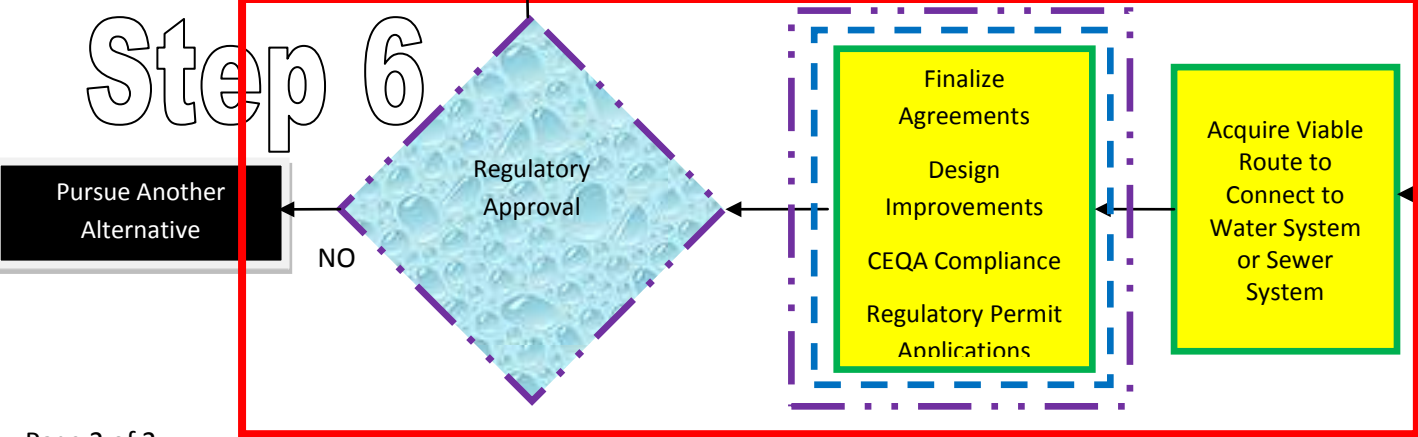 Step 6
Pursue Another
Alternative
NO
Regulatory
Approval
Finalize
Agreements
Design
Improvements
CEQA Compliance
Regulatory Permit
Applications
Acquire Viable
Route to
Connect to
Water System
or Sewer
System